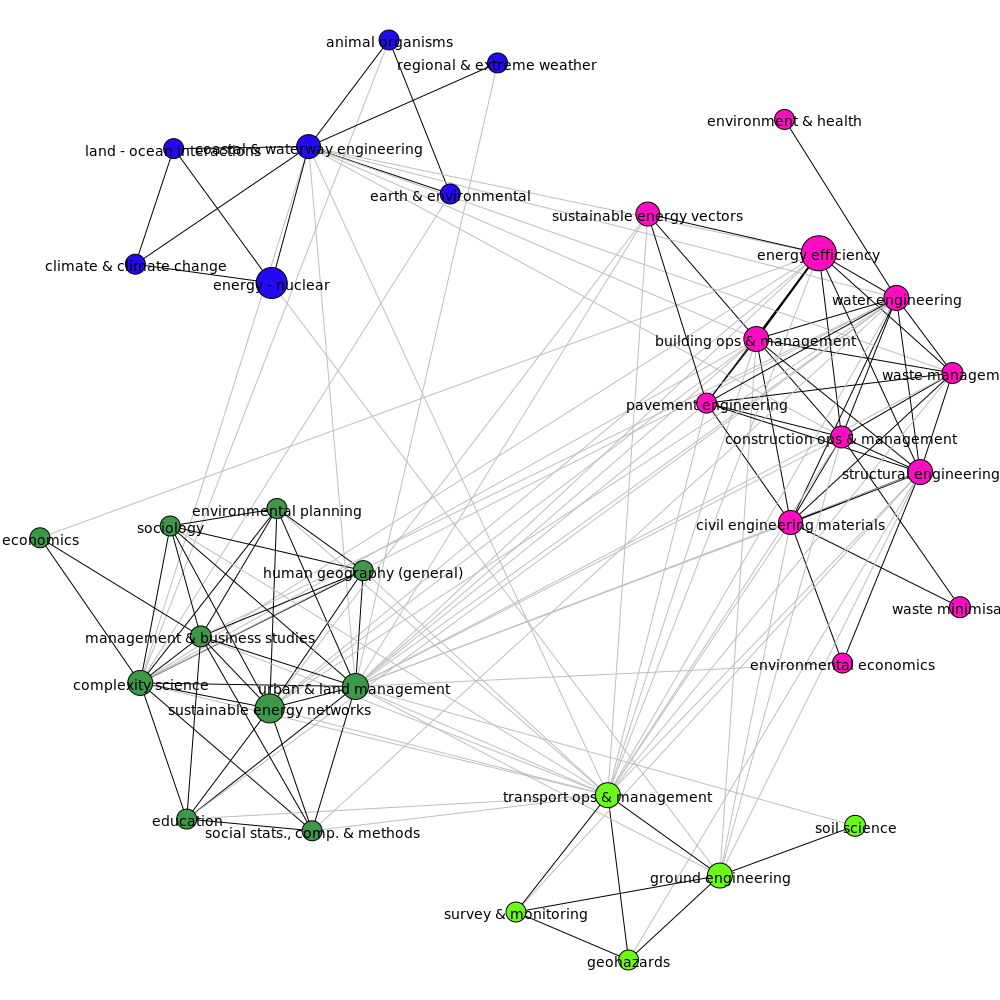 animal organisms
regional & extreme weather
environment & health
land - ocean interactions
coastal & waterway engineering
earth & environmental
sustainable energy vectors
energy efficiency
climate & climate change
energy - nuclear
water engineering
building ops & management
waste managem
pavement engineering
construction ops & management
structural engineering
environmental planning
sociology
civil engineering materials
economics
human geography (general)
waste minimisa
management & business studies
environmental economics
complexity science
urban & land management
sustainable energy networks
transport ops & management
education
social stats., comp. & methods
soil science
ground engineering
survey & monitoring
geohazards